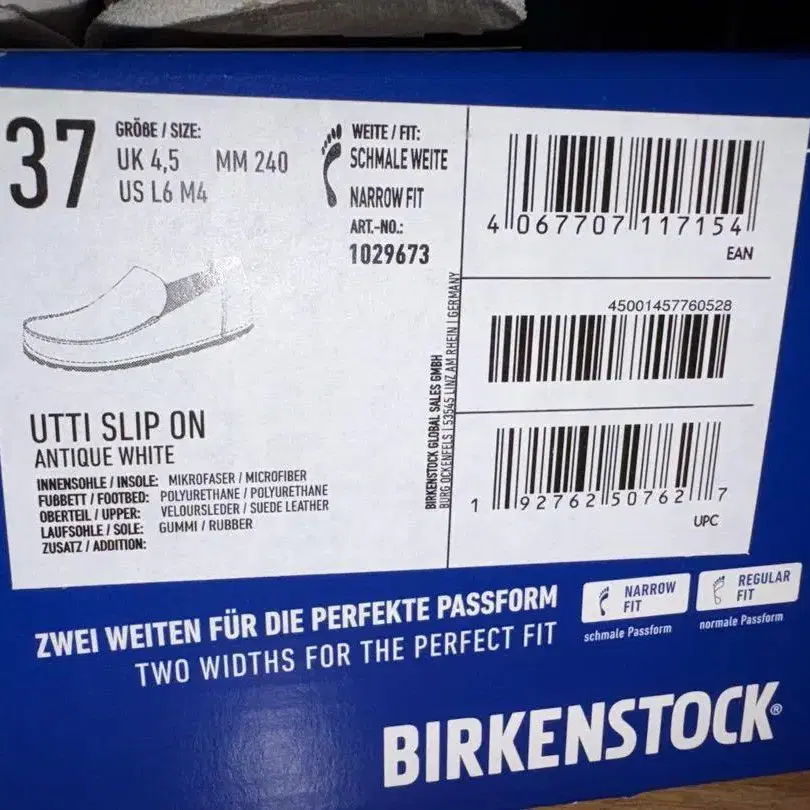 37
GRÖßE / SIZE:
UK 4,5 MM 240
US L6 M4
WEITE / FIT:
SCHMALE WEITE
NARROW FIT
ART.-NO.:
1029673
4 067707 117154
EAN
45001457760528
1 92762 50762 7
UPC
BIRKENSTOCK GLOBAL SALES GMBH
BURG OCKENFELS | 53545 LINZ AM RHEIN | GERMANY
UTTI SLIP ON
ANTIQUE WHITE
INNENSOHLE / INSOLE: MIKROFASER / MICROFIBER
FUßBETT / FOOTBED: POLYURETHANE / POLYURETHANE
OBERTEIL / UPPER: VELOURSLEDER / SUEDE LEATHER
LAUFSOHLE / SOLE: GUMMI / RUBBER
ZUSATZ / ADDITION:
ZWEI WEITEN FÜR DIE PERFEKTE PASSFORM
TWO WIDTHS FOR THE PERFECT FIT
NARROW
FIT
schmale Passform
REGULAR
FIT
normale Passform
BIRKENSTOCK®